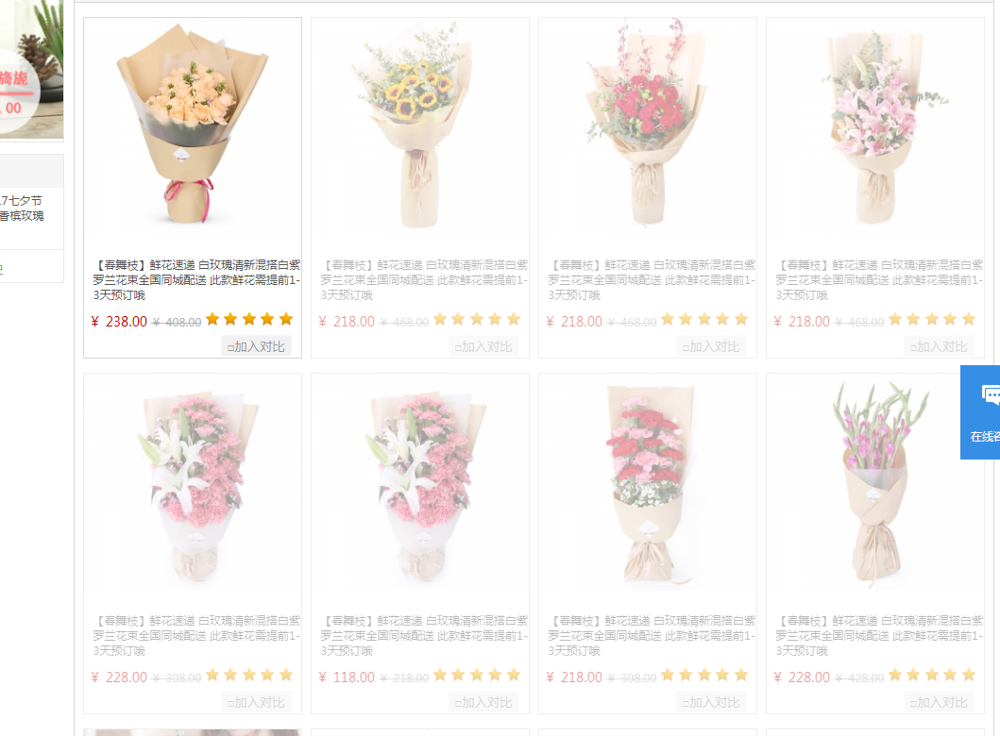 旖旎
.00
.17七夕节
香槟玫瑰
【春舞枝】鲜花速递 白玫瑰清新混搭白紫
罗兰花束全国同城配送 此款鲜花需提前1-
3天预订哦
¥ 238.00 ¥ 408.00
□加入对比
【春舞枝】鲜花速递 白玫瑰清新混搭白紫
罗兰花束全国同城配送 此款鲜花需提前1-
3天预订哦
¥ 218.00 ¥ 468.00
□加入对比
【春舞枝】鲜花速递 白玫瑰清新混搭白紫
罗兰花束全国同城配送 此款鲜花需提前1-
3天预订哦
¥ 218.00 ¥ 468.00
□加入对比
【春舞枝】鲜花速递 白玫瑰清新混搭白紫
罗兰花束全国同城配送 此款鲜花需提前1-
3天预订哦
¥ 218.00 ¥ 468.00
□加入对比
在线咨
【春舞枝】鲜花速递 白玫瑰清新混搭白紫
罗兰花束全国同城配送 此款鲜花需提前1-
3天预订哦
¥ 228.00 ¥ 308.00
□加入对比
【春舞枝】鲜花速递 白玫瑰清新混搭白紫
罗兰花束全国同城配送 此款鲜花需提前1-
3天预订哦
¥ 118.00 ¥ 218.00
□加入对比
【春舞枝】鲜花速递 白玫瑰清新混搭白紫
罗兰花束全国同城配送 此款鲜花需提前1-
3天预订哦
¥ 218.00 ¥ 308.00
□加入对比
【春舞枝】鲜花速递 白玫瑰清新混搭白紫
罗兰花束全国同城配送 此款鲜花需提前1-
3天预订哦
¥ 228.00 ¥ 428.00
□加入对比